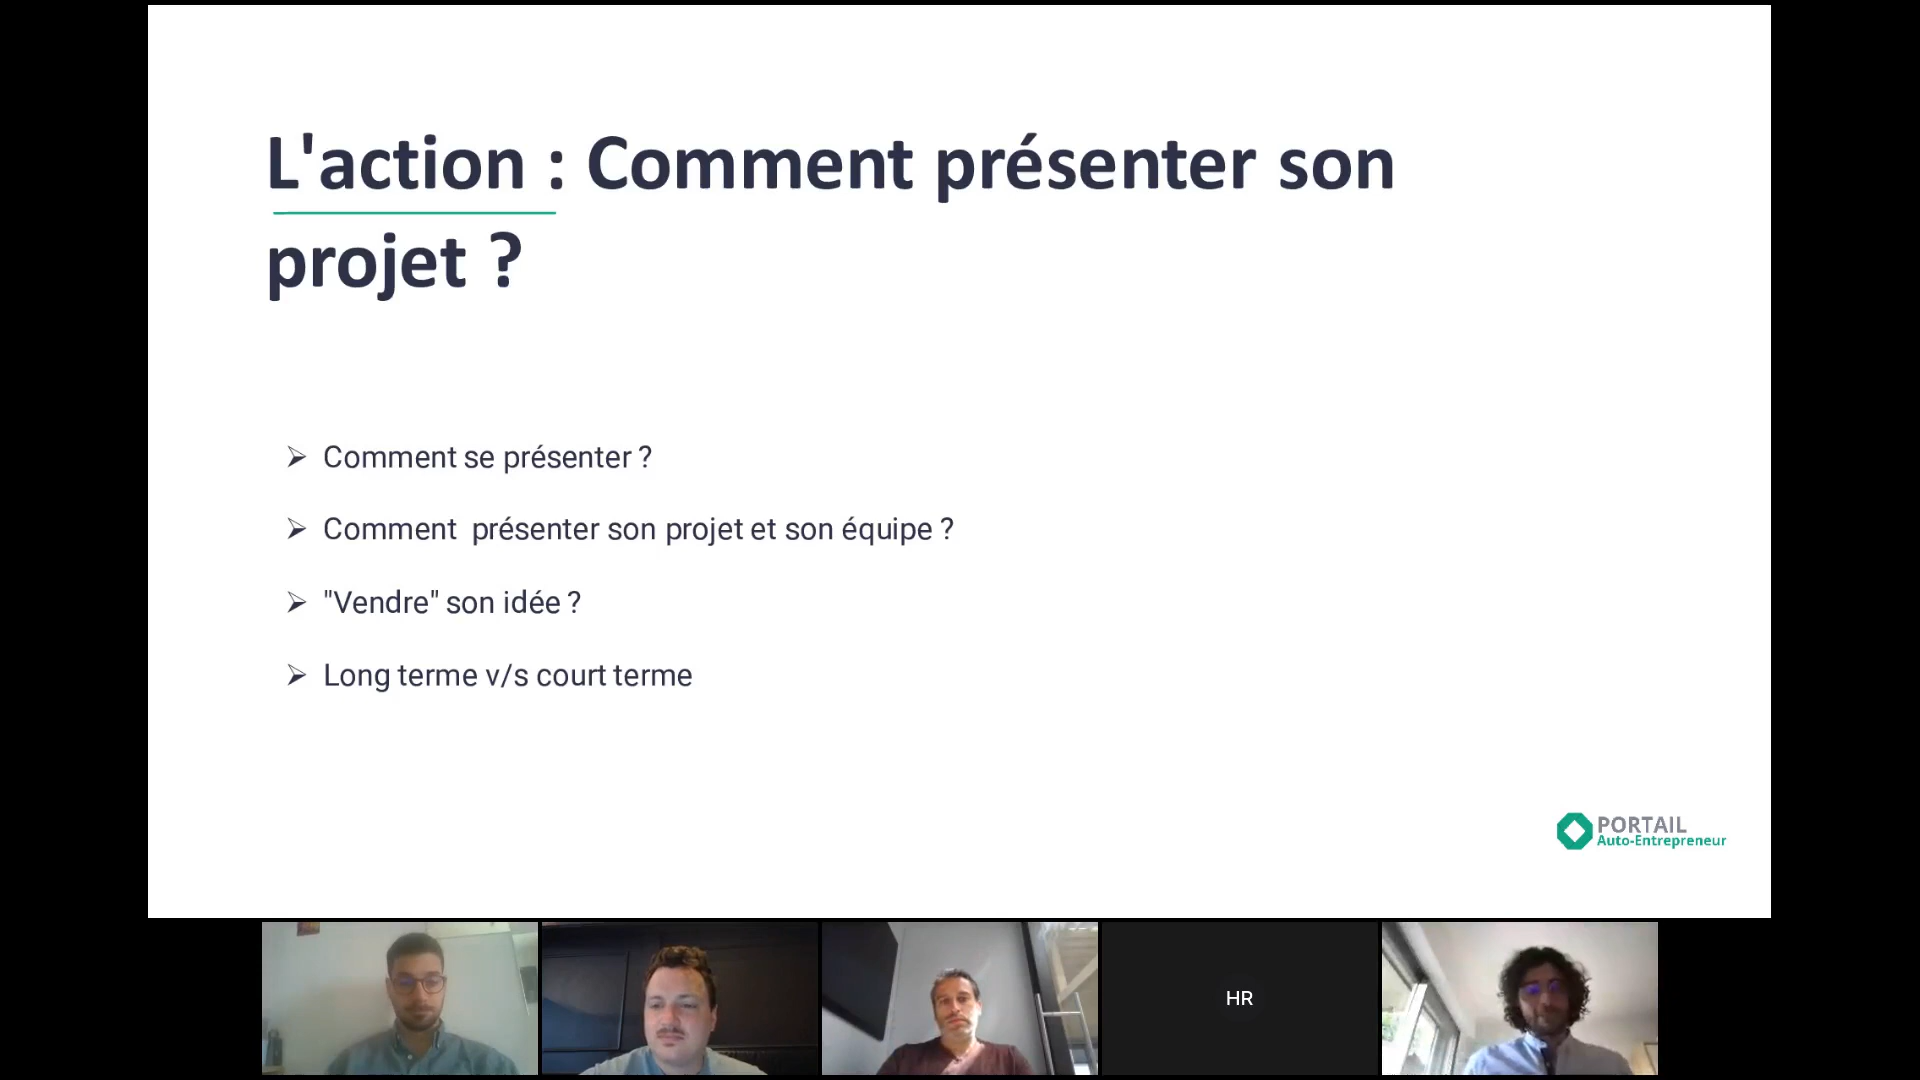 L'action : Comment présenter son
projet ?
➢ Comment se présenter ?
➢ Comment  présenter son projet et son équipe ?
➢ "Vendre" son idée ?
➢ Long terme v/s court terme
PORTAIL
Auto-Entrepreneur
HR